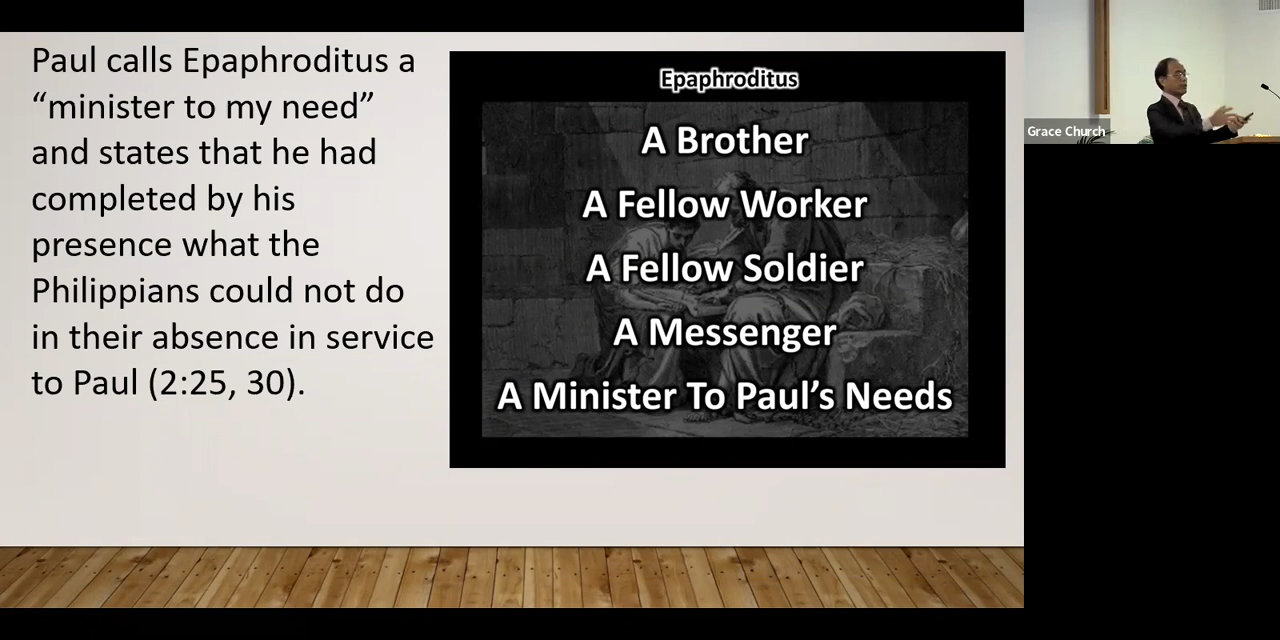 Paul calls Epaphroditus a
“minister to my need”
and states that he had
completed by his
presence what the
Philippians could not do
in their absence in service
to Paul (2:25, 30).
Epaphroditus
A Brother
A Fellow Worker
A Fellow Soldier
A Messenger
A Minister To Paul’s Needs
Grace Church